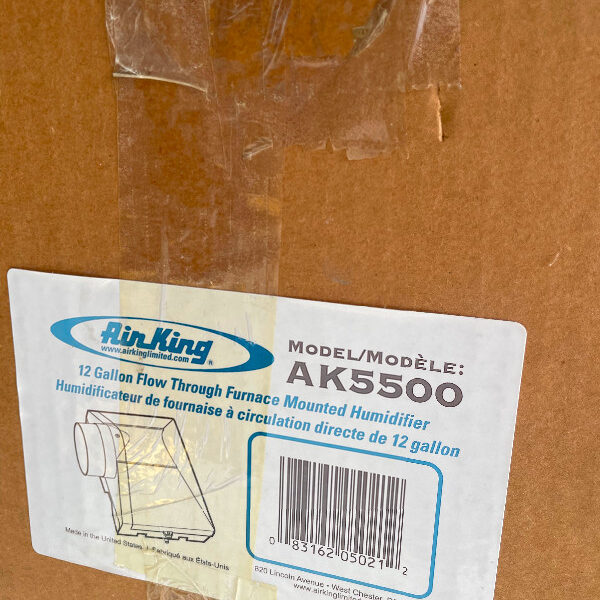 Air King
www.airkinglimited.com
MODEL/MODÈLE:
AK5500
12 Gallon Flow Through Furnace Mounted Humidifier
Humidificateur de fournaise à circulation directe de 12 gallon
Made in the United States / Fabriqué aux États-Unis
0 83162 05021 2
820 Lincoln Avenue • West Chester,
www.airkinglimited